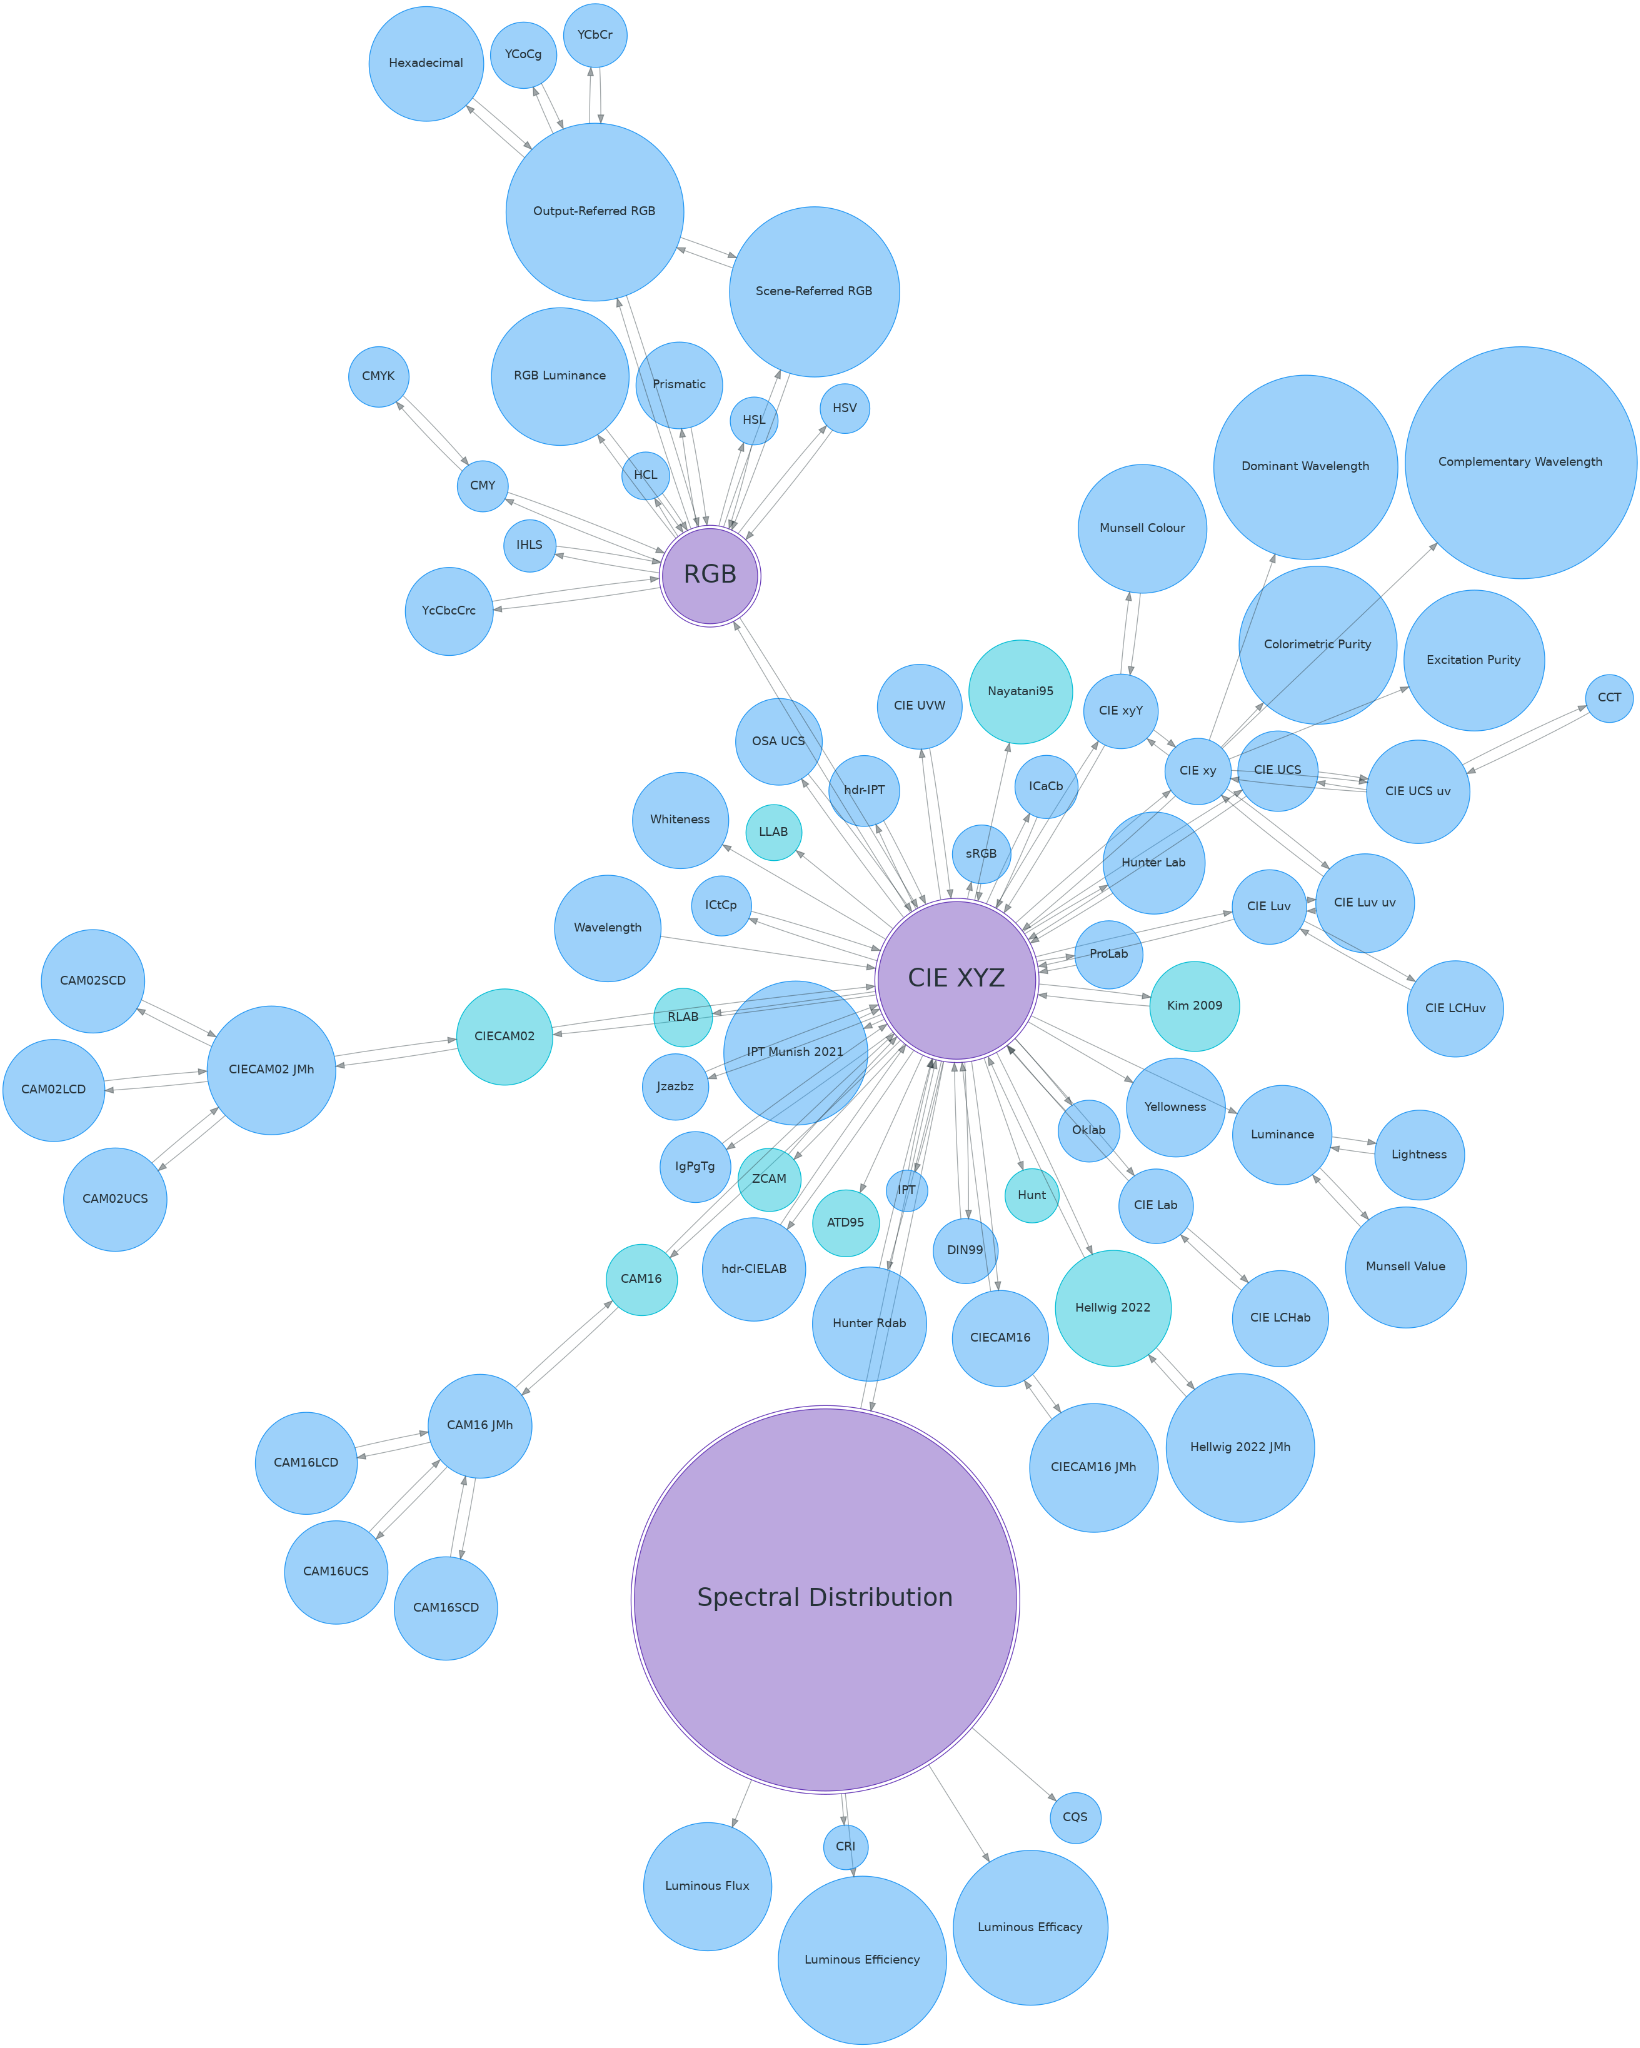 YCbCr
YCoCg
Hexadecimal
Output-Referred RGB
Scene-Referred RGB
CMYK
RGB Luminance
Prismatic
HSL
HSV
HCL
CMY
Dominant Wavelength
Complementary Wavelength
Munsell Colour
IHLS
RGB
YcCbcCrc
Colorimetric Purity
Excitation Purity
Nayatani95
CIE UVW
CIE xyY
CCT
OSA UCS
CIE xy
CIE UCS
hdr-IPT
ICaCb
CIE UCS uv
Whiteness
LLAB
sRGB
Hunter Lab
ICtCp
CIE Luv
CIE Luv uv
Wavelength
CIE XYZ
ProLab
CAM02SCD
Kim 2009
CIE LCHuv
CIECAM02
RLAB
IPT Munish 2021
CIECAM02 JMh
CAM02LCD
Jzazbz
Yellowness
Oklab
Luminance
Lightness
IgPgTg
ZCAM
IPT
Hunt
CAM02UCS
CIE Lab
ATD95
DIN99
hdr-CIELAB
CAM16
Munsell Value
Hellwig 2022
CIE LCHab
Hunter Rdab
CIECAM16
CAM16 JMh
Hellwig 2022 JMh
CAM16LCD
CIECAM16 JMh
CAM16UCS
CAM16SCD
Spectral Distribution
CQS
CRI
Luminous Flux
Luminous Efficacy
Luminous Efficiency